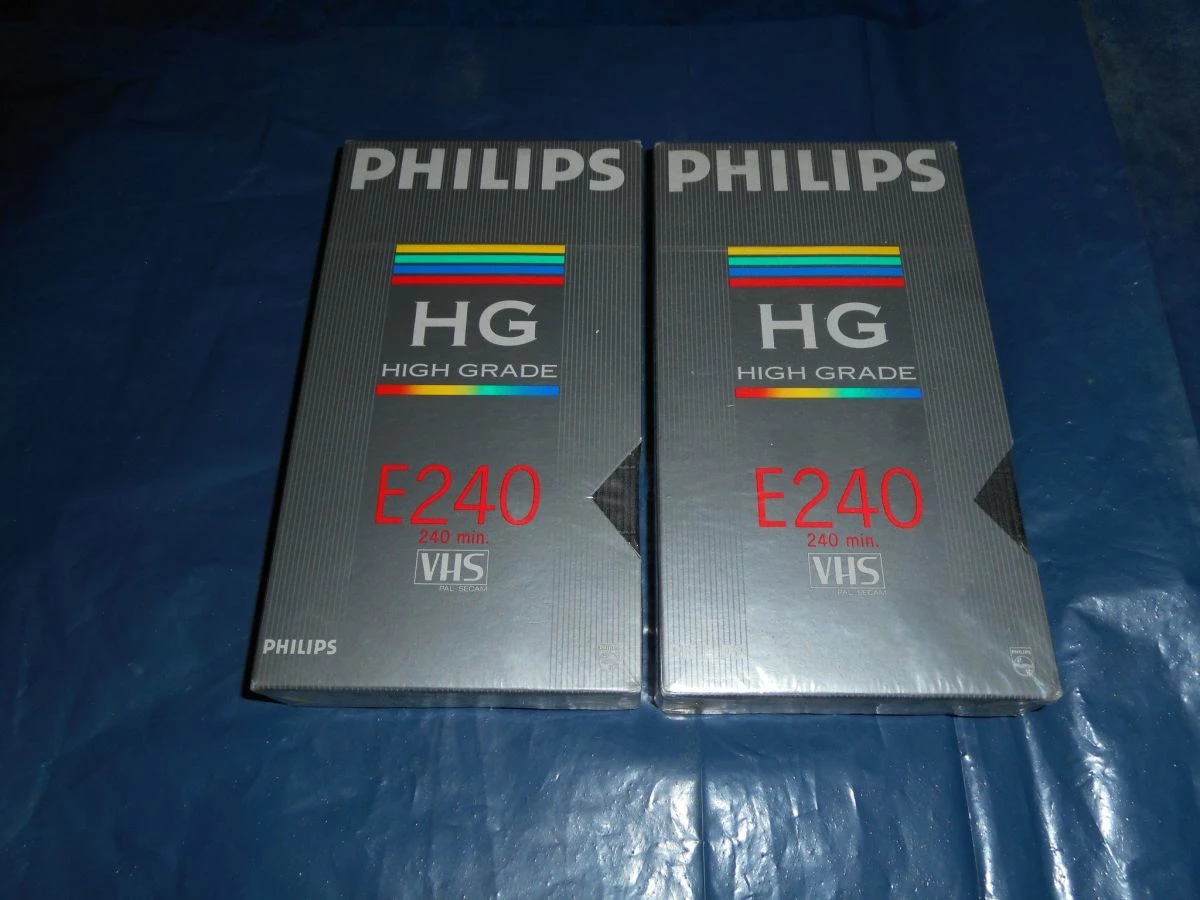 PHILIPS
HG
HIGH GRADE
E240
240 min.
VHS
PAL SECAM
PHILIPS
PHILIPS
HG
HIGH GRADE
E240
240 min.
VHS
PAL SECAM
PHILIPS